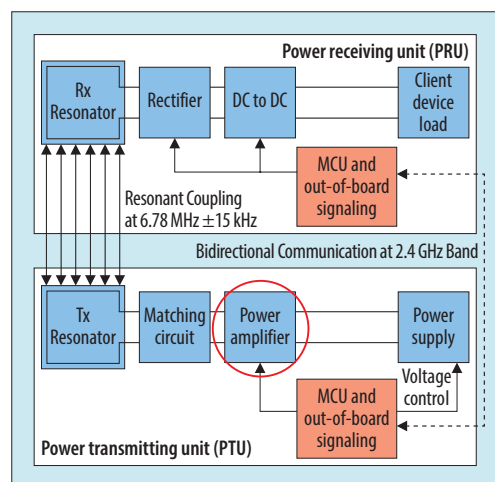 Power receiving unit (PRU)
Rx
Resonator
Rectifier
DC to DC
Client
device
load
MCU and
out-of-board
signaling
Resonant Coupling
at 6.78 MHz ±15 kHz
Bidirectional Communication at 2.4 GHz Band
Tx
Resonator
Matching
circuit
Power
amplifier
Power
supply
Voltage
control
MCU and
out-of-board
signaling
Power transmitting unit (PTU)